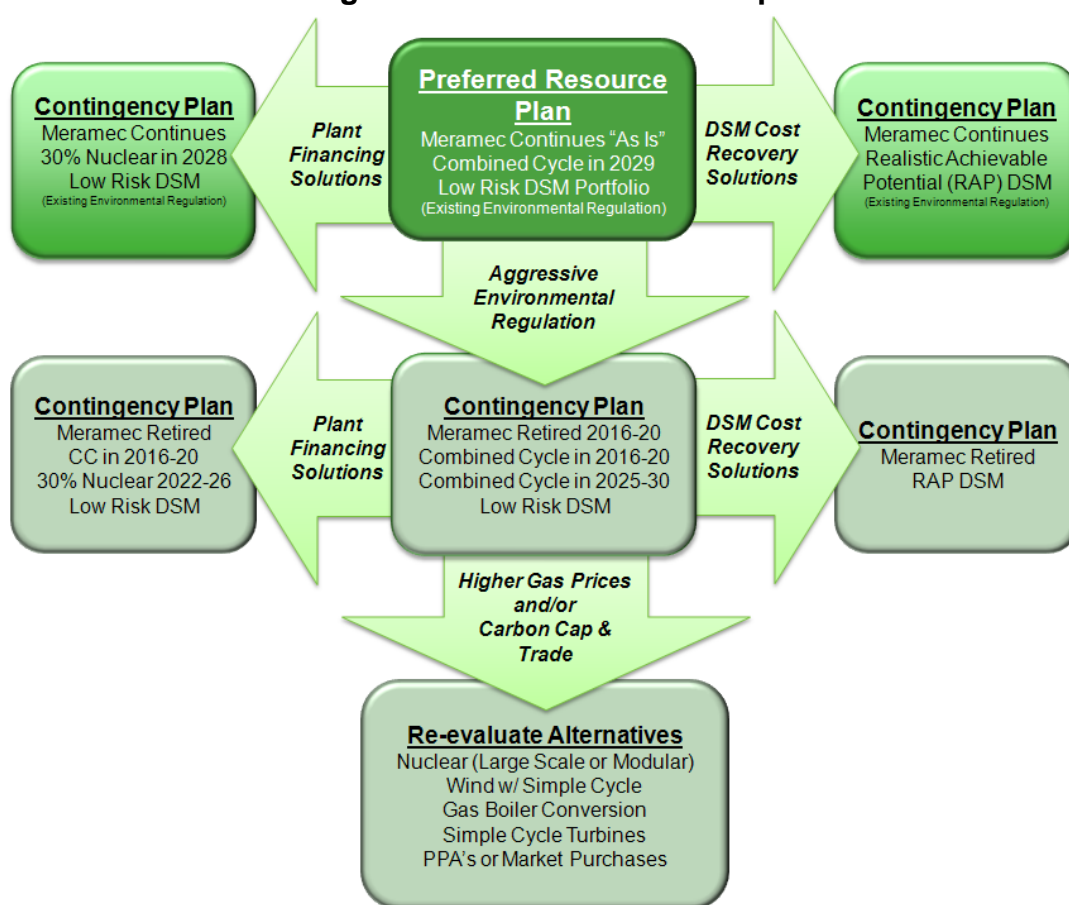 Contingency Plan
Meramec Continues
30% Nuclear in 2028
Low Risk DSM
(Existing Environmental Regulation)
Plant
Financing
Solutions
Preferred Resource
Plan
Meramec Continues "As Is"
Combined Cycle in 2029
Low Risk DSM Portfolio
(Existing Environmental Regulation)
DSM Cost
Recovery
Solutions
Contingency Plan
Meramec Continues
Realistic Achievable
Potential (RAP) DSM
(Existing Environmental Regulation)
Aggressive
Environmental
Regulation
Contingency Plan
Meramec Retired
CC in 2016-20
30% Nuclear 2022-26
Low Risk DSM
Plant
Financing
Solutions
Contingency Plan
Meramec Retired 2016-20
Combined Cycle in 2016-20
Combined Cycle in 2025-30
Low Risk DSM
DSM Cost
Recovery
Solutions
Contingency Plan
Meramec Retired
RAP DSM
Higher Gas Prices
and/or
Carbon Cap &
Trade
Re-evaluate Alternatives
Nuclear (Large Scale or Modular)
Wind w/ Simple Cycle
Gas Boiler Conversion
Simple Cycle Turbines
PPA's or Market Purchases